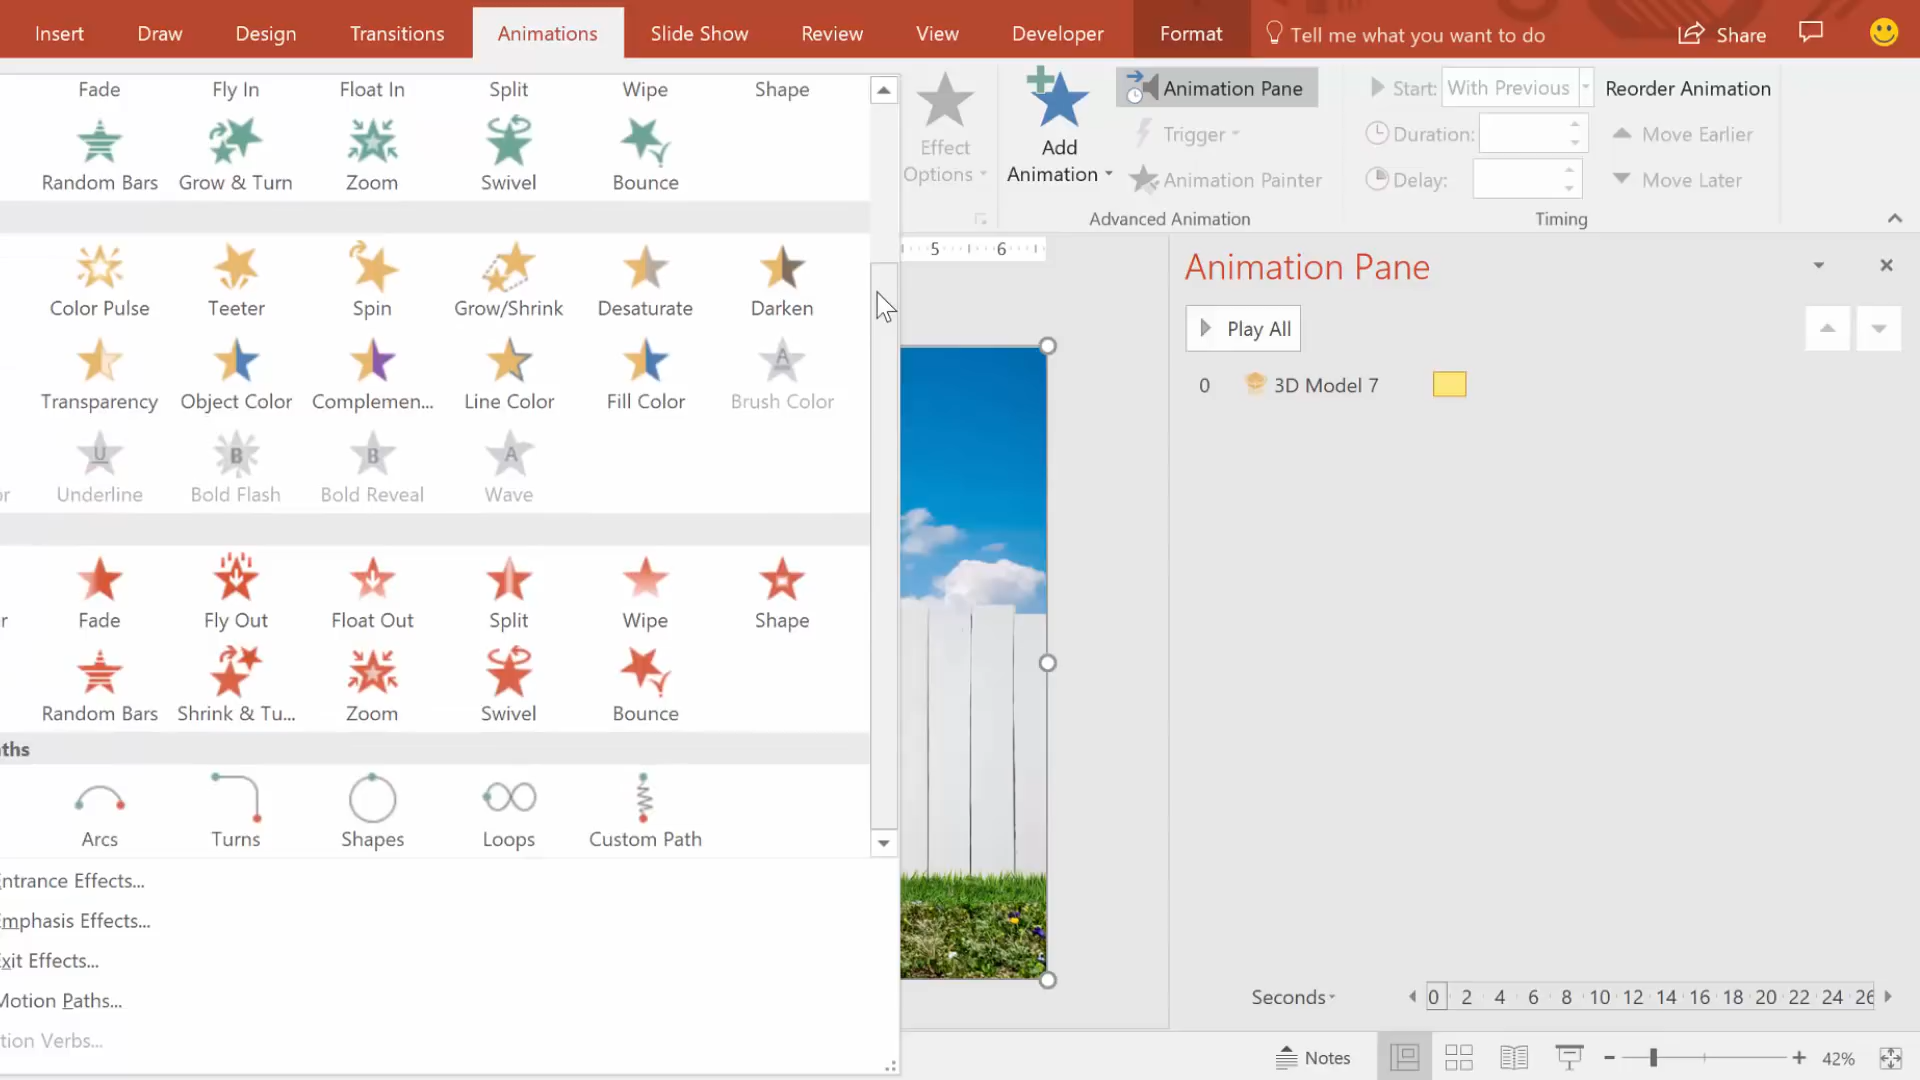 Insert Draw Design Transitions Animations Slide Show Review View Developer Format Tell me what you want to do Share
Fade Fly In Float In Split Wipe Shape
Random Bars Grow & Turn Zoom Swivel Bounce
Color Pulse Teeter Spin Grow/Shrink Desaturate Darken
Transparency Object Color Complemen... Line Color Fill Color Brush Color
or Underline Bold Flash Bold Reveal Wave
r Fade Fly Out Float Out Split Wipe Shape
Random Bars Shrink & Tu... Zoom Swivel Bounce
ths
Arcs Turns Shapes Loops Custom Path
ntrance Effects...
mphasis Effects...
xit Effects...
Motion Paths...
tion Verbs...
Effect
Options
Add
Animation
Animation Pane
Trigger
Animation Painter
Advanced Animation
Start: With Previous
Duration:
Delay:
Reorder Animation
Move Earlier
Move Later
Timing
5 6
Animation Pane
Play All
0 3D Model 7
Seconds 0 2 4 6 8 10 12 14 16 18 20 22 24 26
Notes 42%